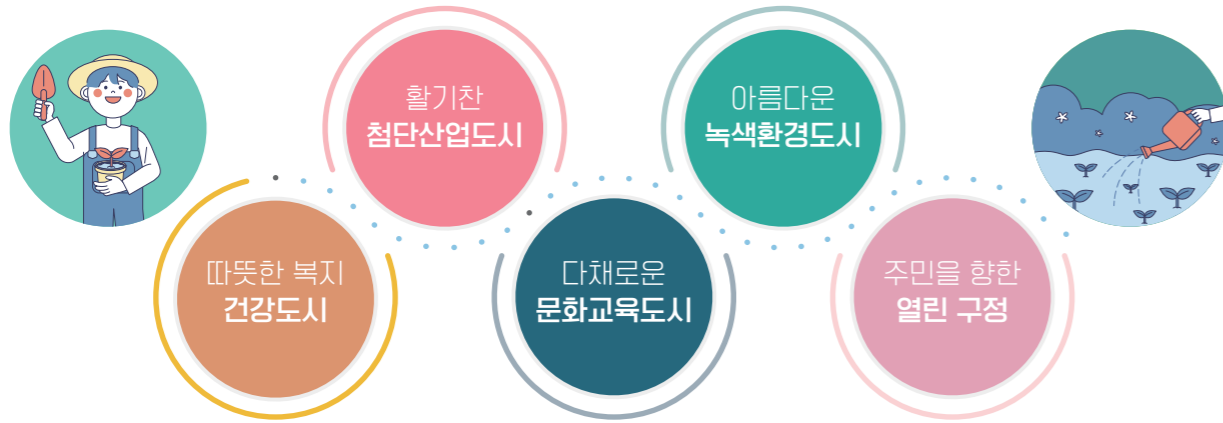 따뜻한 복지
건강도시
활기찬
첨단산업도시
다채로운
문화교육도시
아름다운
녹색환경도시
주민을 향한
열린 구정